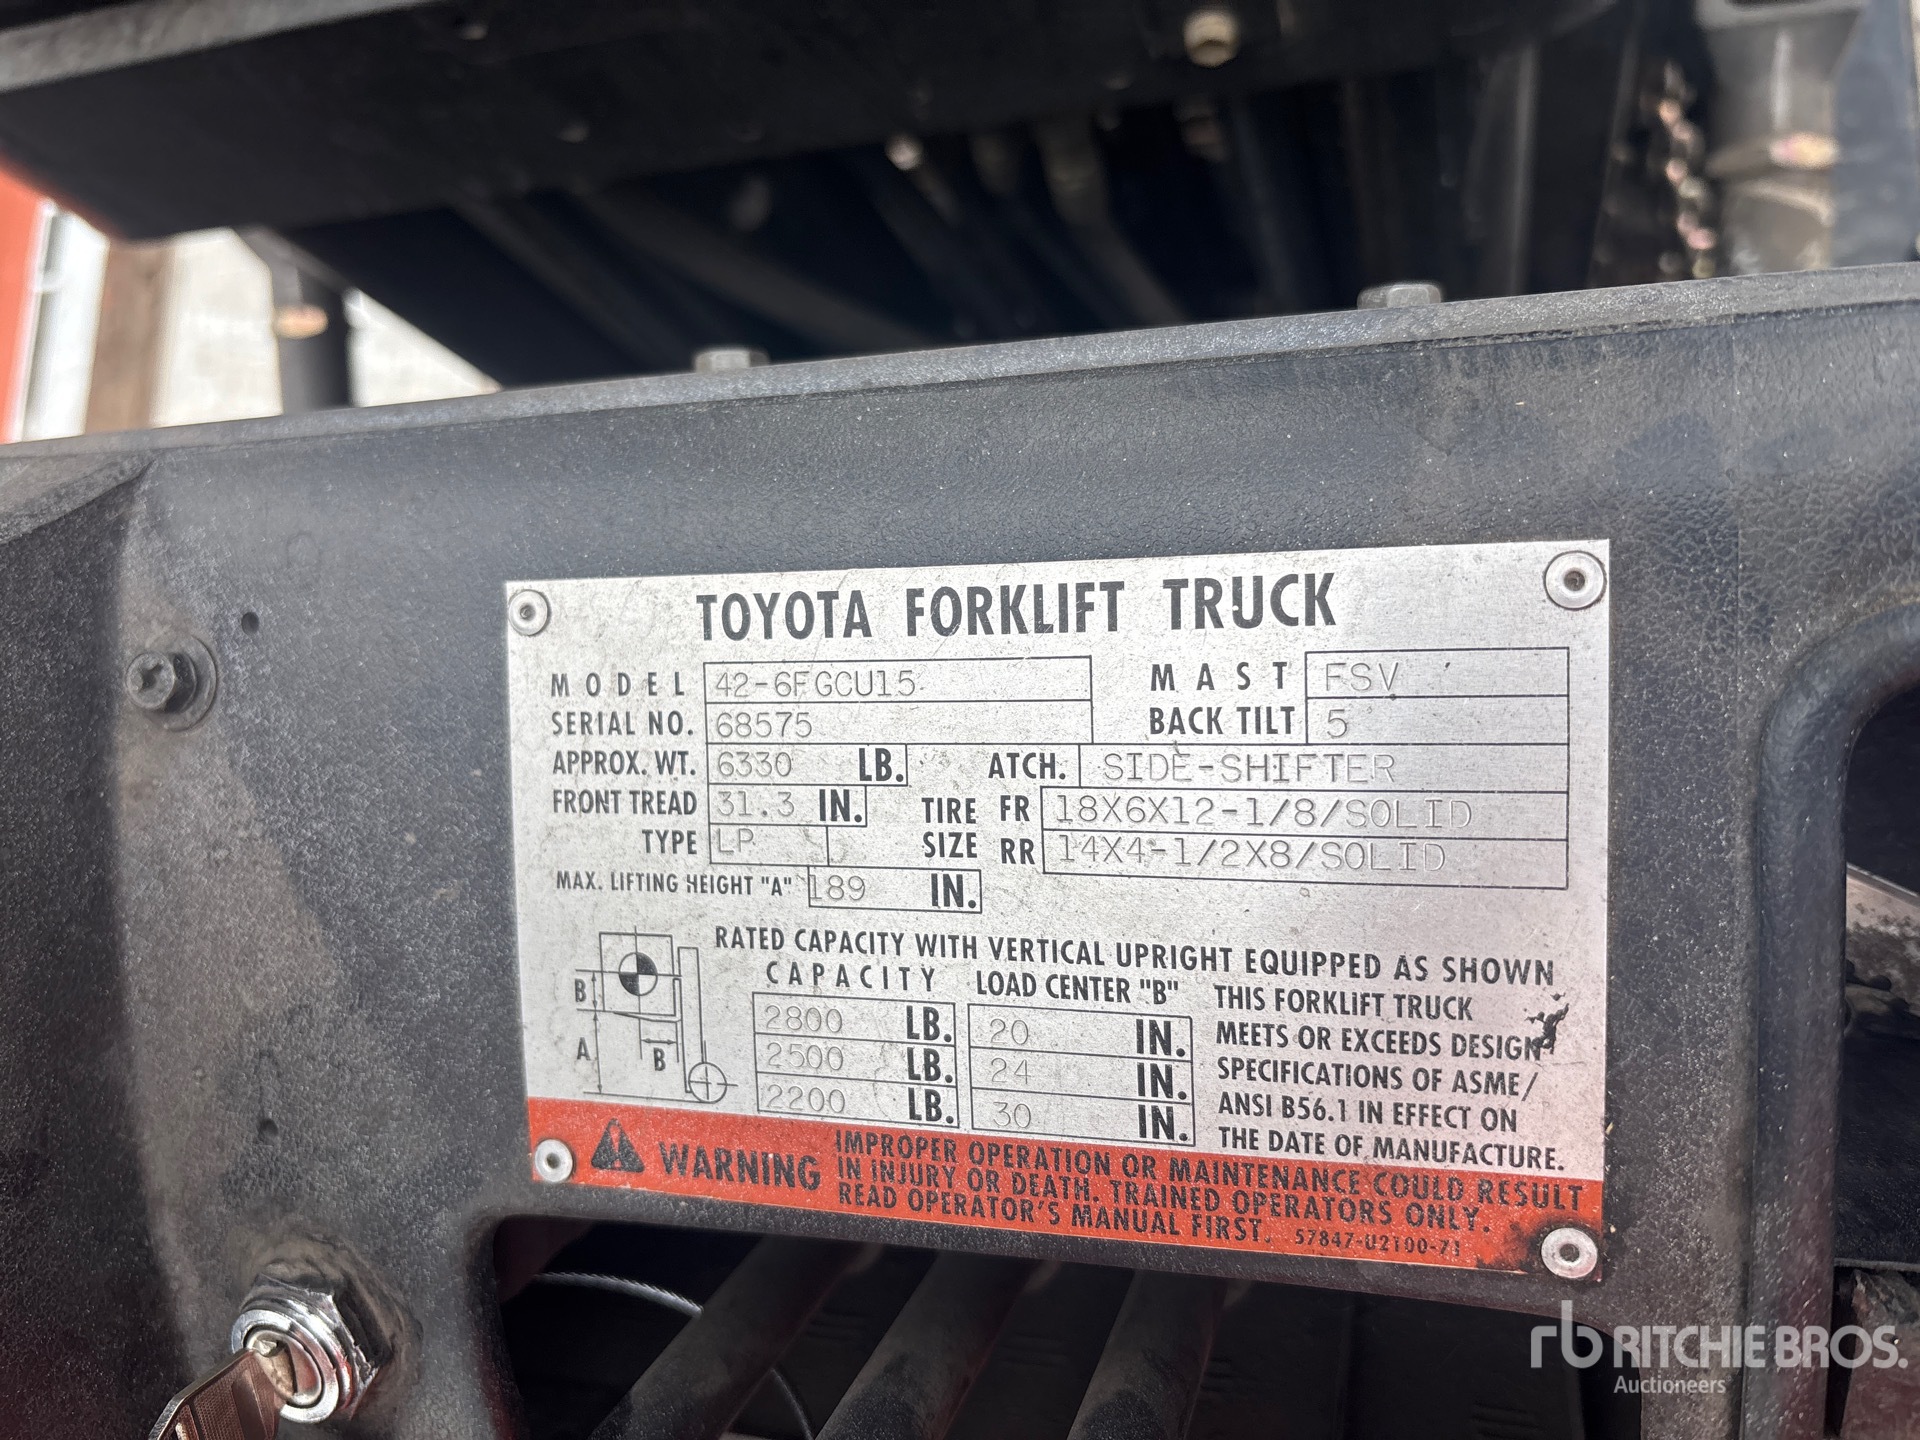 TOYOTA FORKLIFT TRUCK
MODEL 42-6FGCU15 MAST FSV
SERIAL NO. 68575 BACK TILT 5
APPROX. WT. 6330 LB. ATCH. SIDE-SHIFTER
FRONT TREAD 31.3 IN. TIRE FR 18X6X12-1/8/SOLID
TYPE LP SIZE RR 14X4-1/2X8/SOLID
MAX. LIFTING HEIGHT "A" 189 IN.
RATED CAPACITY WITH VERTICAL UPRIGHT EQUIPPED AS SHOWN
CAPACITY LOAD CENTER "B"
2800 LB. 20 IN.
2500 LB. 24 IN.
2200 LB. 30 IN.
THIS FORKLIFT TRUCK
MEETS OR EXCEEDS DESIGN
SPECIFICATIONS OF ASME/
ANSI B56.1 IN EFFECT ON
THE DATE OF MANUFACTURE.
B
A
B
WARNING
IMPROPER OPERATION OR MAINTENANCE COULD RESULT
IN INJURY OR DEATH. TRAINED OPERATORS ONLY.
READ OPERATOR'S MANUAL FIRST. 57847-U2100-71
rb RITCHIE BROS.
Auctioneers